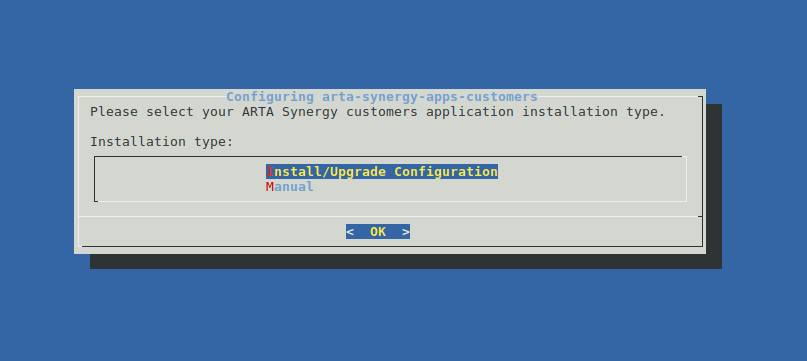 Configuring arta-synergy-apps-customers
Please select your ARTA Synergy customers application installation type.
Installation type:
Install/Upgrade Configuration
Manual
< OK >